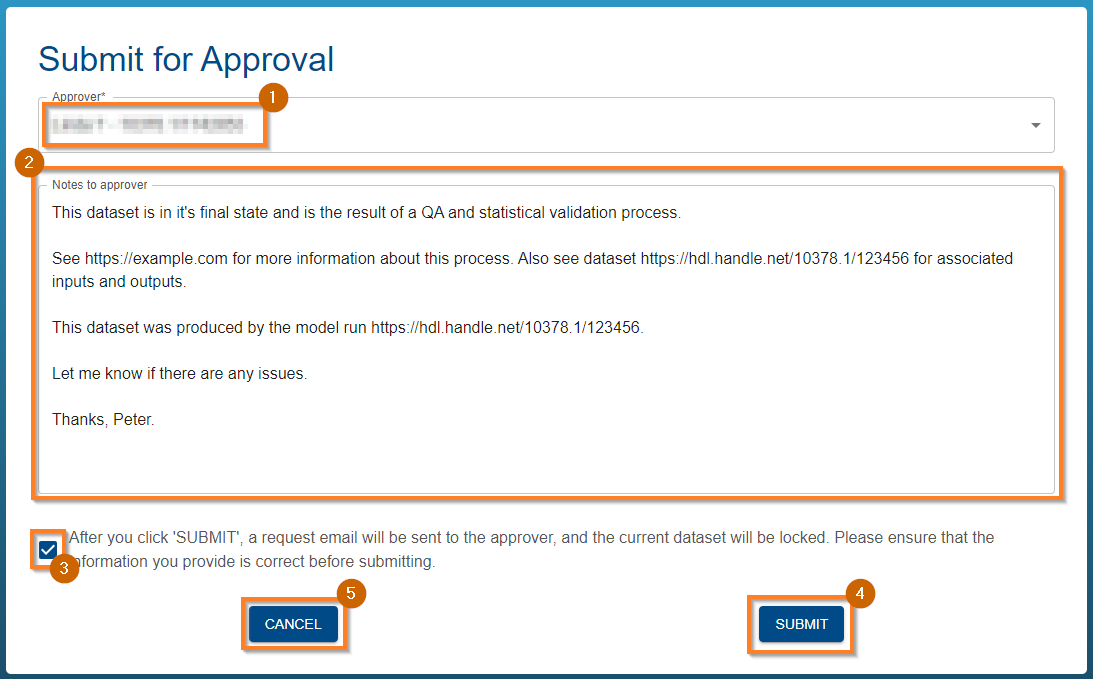 Submit for Approval
Approver*
1
2
Notes to approver
This dataset is in it's final state and is the result of a QA and statistical validation process.
See https://example.com for more information about this process. Also see dataset https://hdl.handle.net/10378.1/123456 for associated
inputs and outputs.
This dataset was produced by the model run https://hdl.handle.net/10378.1/123456.
Let me know if there are any issues.
Thanks, Peter.
After you click 'SUBMIT', a request email will be sent to the approver, and the current dataset will be locked. Please ensure that the
information you provide is correct before submitting.
3
5
4
CANCEL
SUBMIT